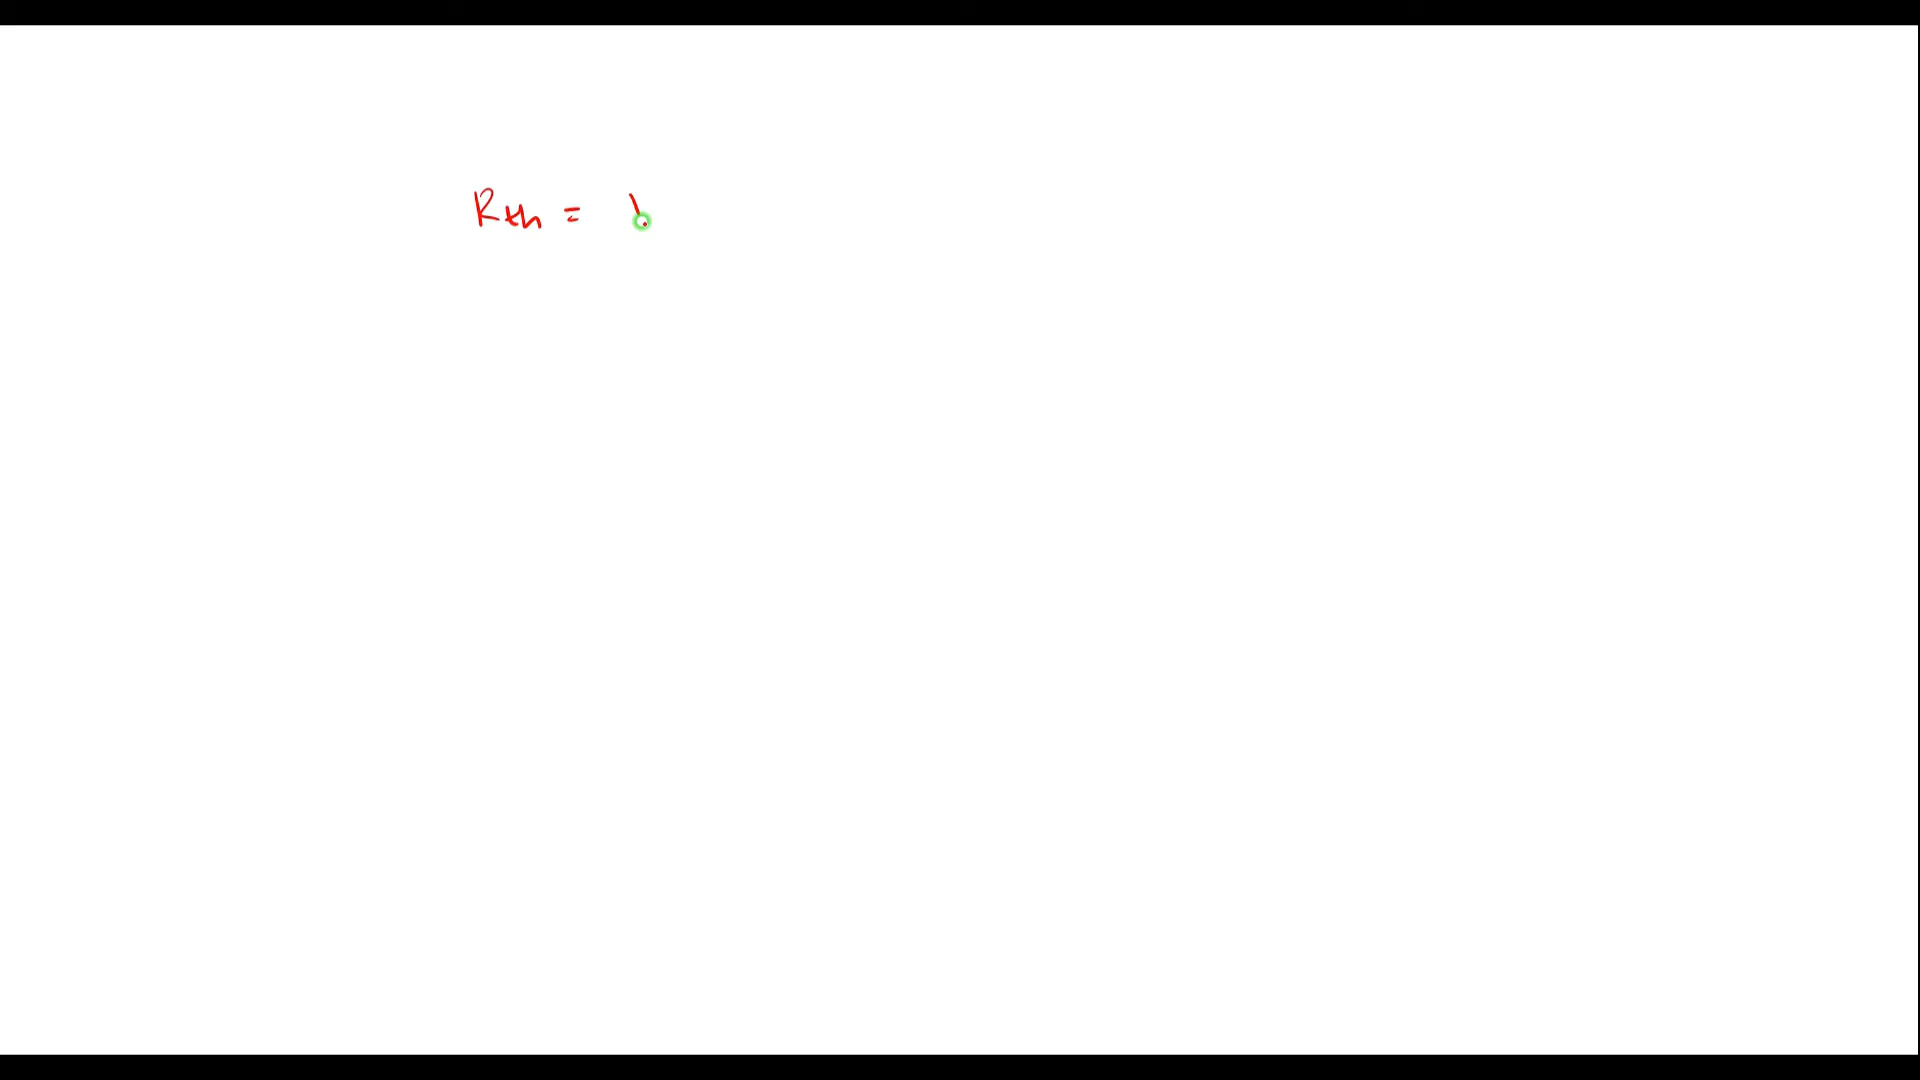 Rth =